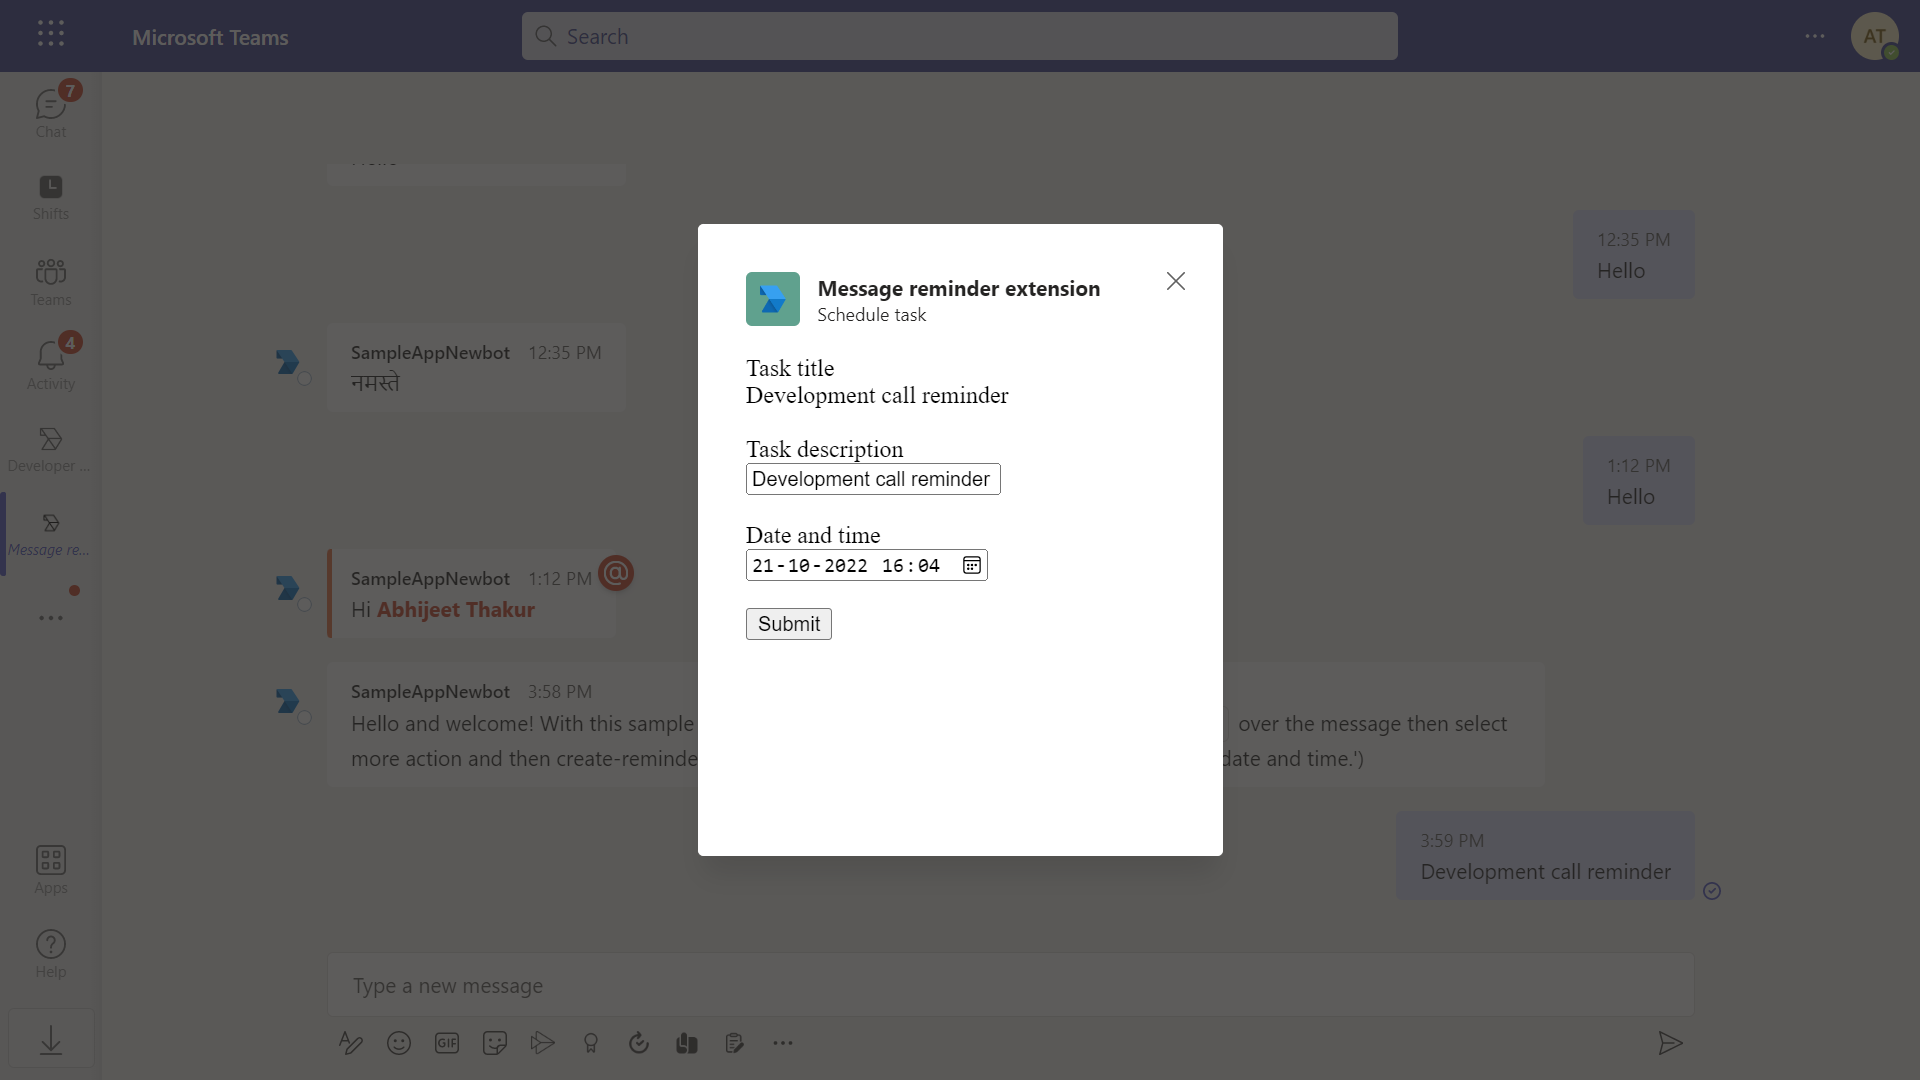 Microsoft Teams
Search
AT
7
Chat
Shifts
Teams
4
Activity
Developer ...
Message re...
Apps
Help
12:35 PM
Hello
SampleAppNewbot 12:35 PM
नमस्ते
1:12 PM
Hello
SampleAppNewbot 1:12 PM @
Hi Abhijeet Thakur
SampleAppNewbot 3:58 PM
Hello and welcome! With this sample
over the message then select
more action and then create-reminde
date and time.')
3:59 PM
Development call reminder
Type a new message
GIF
Message reminder extension
Schedule task
Task title
Development call reminder
Task description
Development call reminder
Date and time
21-10-2022 16:04
Submit